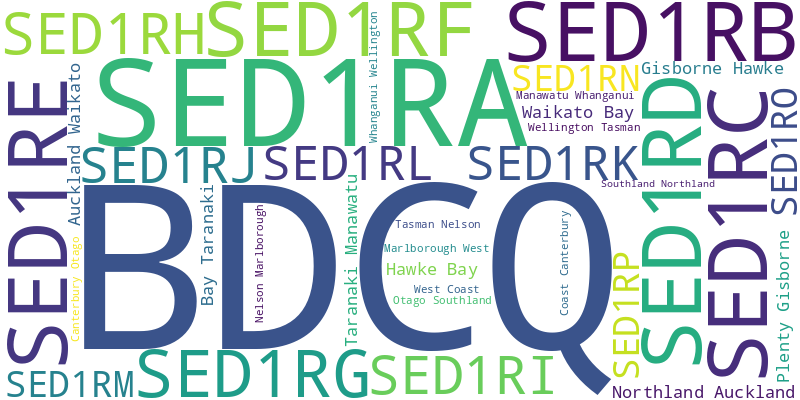 SED1RH
SED1RF
SED1RB
SED1RE
Auckland Waikato
SED1RA
Whanganui Wellington
SED1RN
Gisborne Hawke
Manawatu Whanganui
Waikato Bay
Wellington Tasman
SED1RD
SED1RC
SED1RO
SED1RJ
SED1RL
SED1RK
Southland Northland
BDCQ
Canterbury Otago
Bay Taranaki
Nelson Marlborough
Taranaki Manawatu
Tasman Nelson
Marlborough West
Hawke Bay
West Coast
Otago Southland
Coast Canterbury
SED1RP
Plenty Gisborne
SED1RM
SED1RG
SED1RI
Northland Auckland